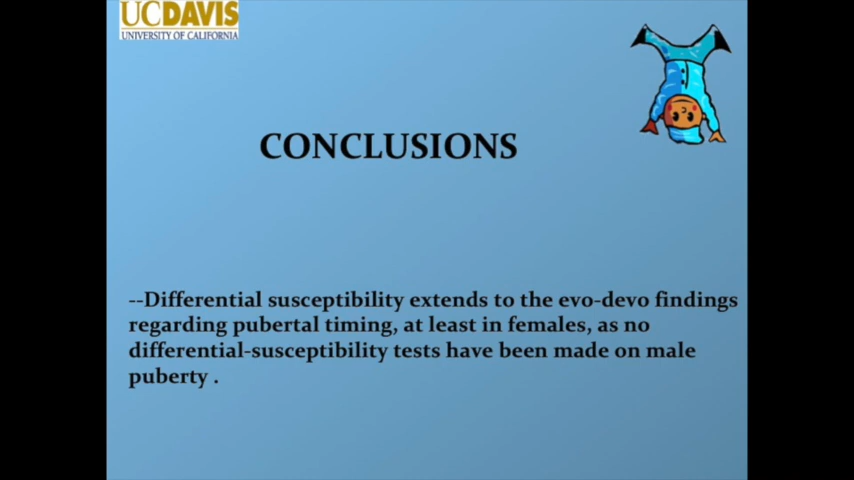 UCDAVIS
UNIVERSITY OF CALIFORNIA
CONCLUSIONS
--Differential susceptibility extends to the evo-devo findings
regarding pubertal timing, at least in females, as no
differential-susceptibility tests have been made on male
puberty .